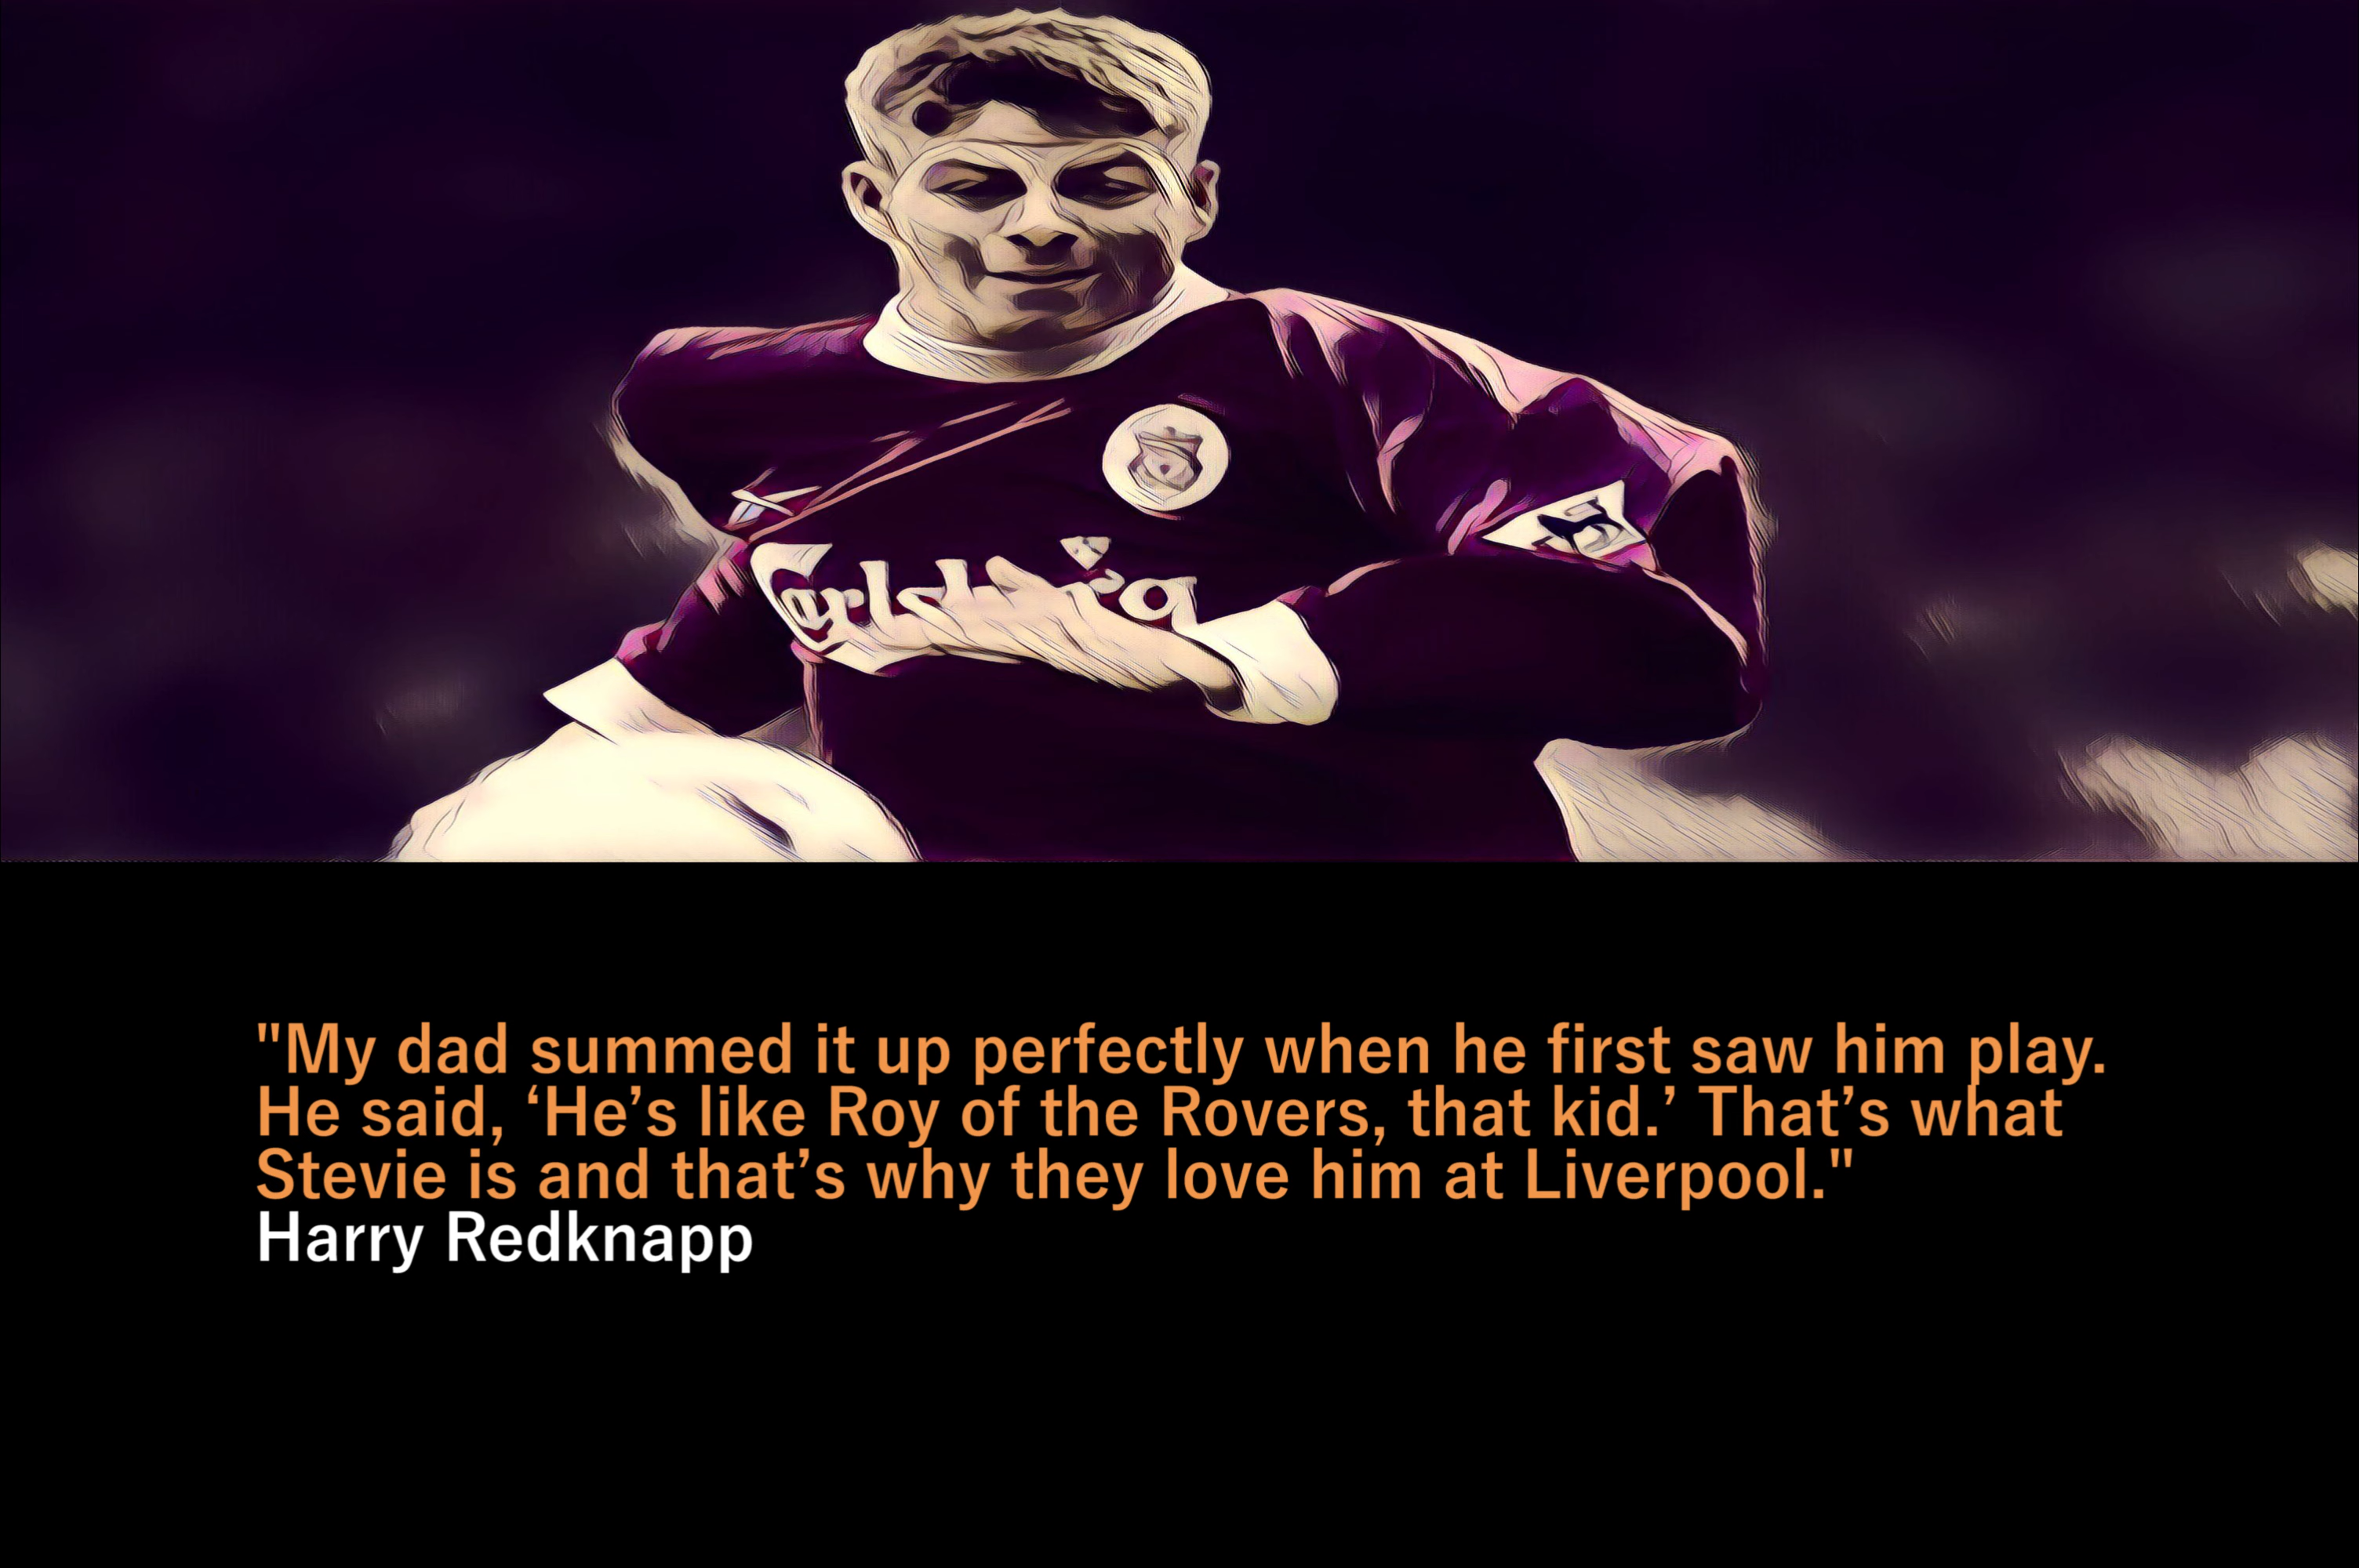 Carlsberg
"My dad summed it up perfectly when he first saw him play.
He said, ‘He’s like Roy of the Rovers, that kid.’ That’s what
Stevie is and that’s why they love him at Liverpool."
Harry Redknapp